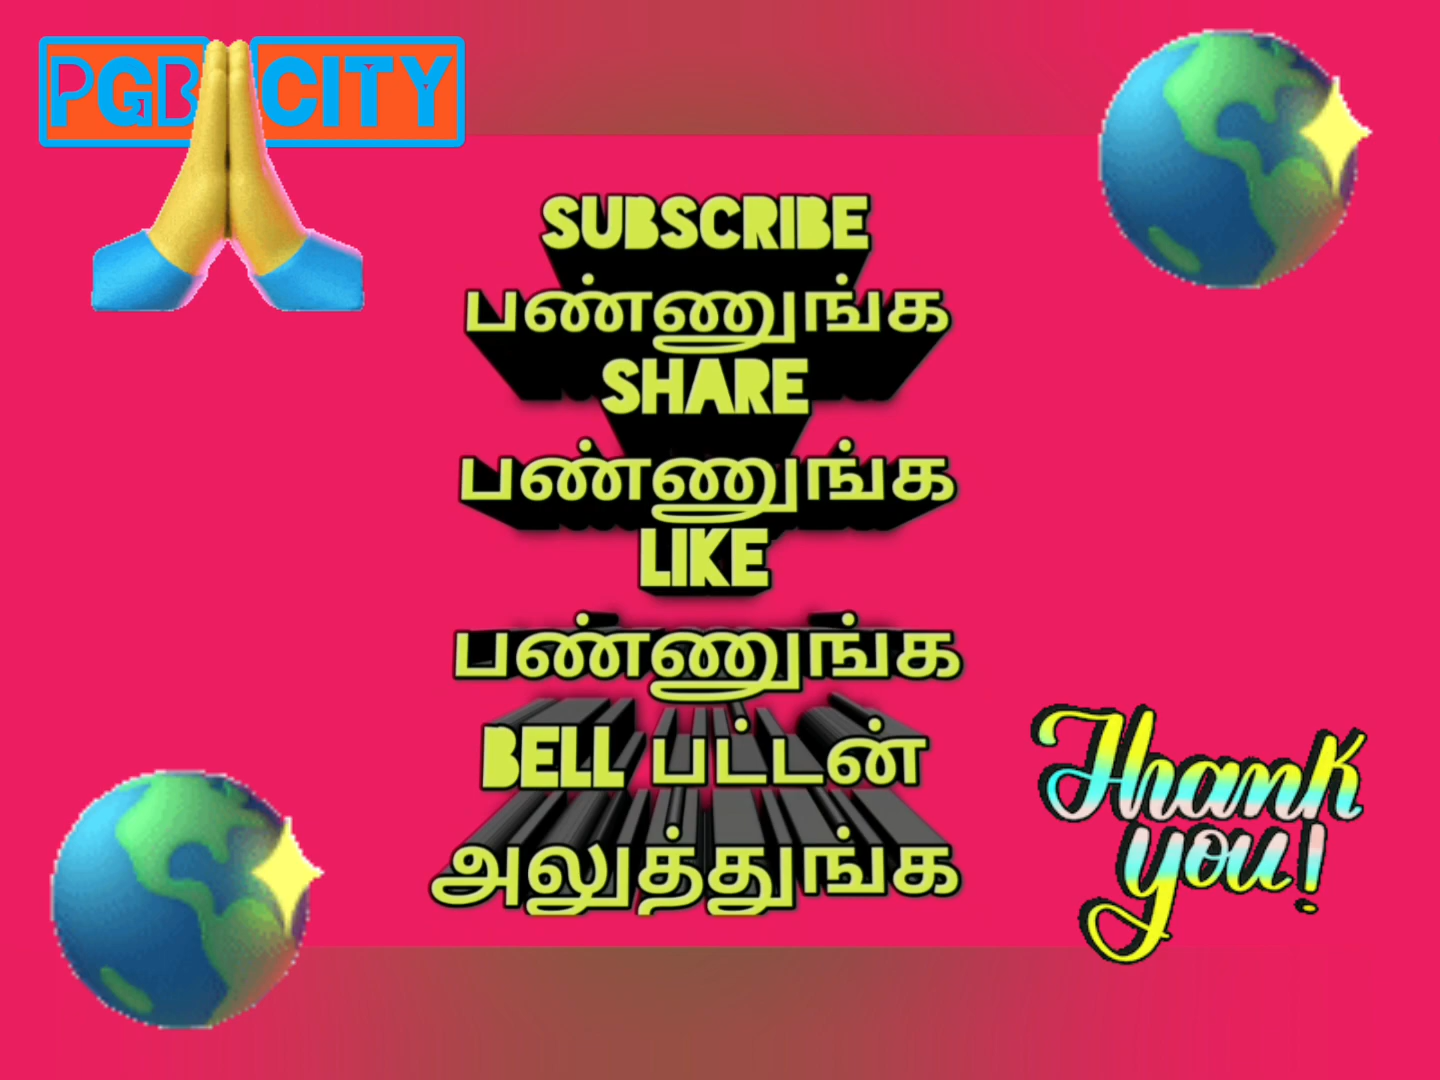 PGB CITY
SUBSCRIBE
பண்ணுங்க
SHARE
பண்ணுங்க
LIKE
பண்ணுங்க
BELL பட்டன்
அலுத்துங்க
Thank
you!